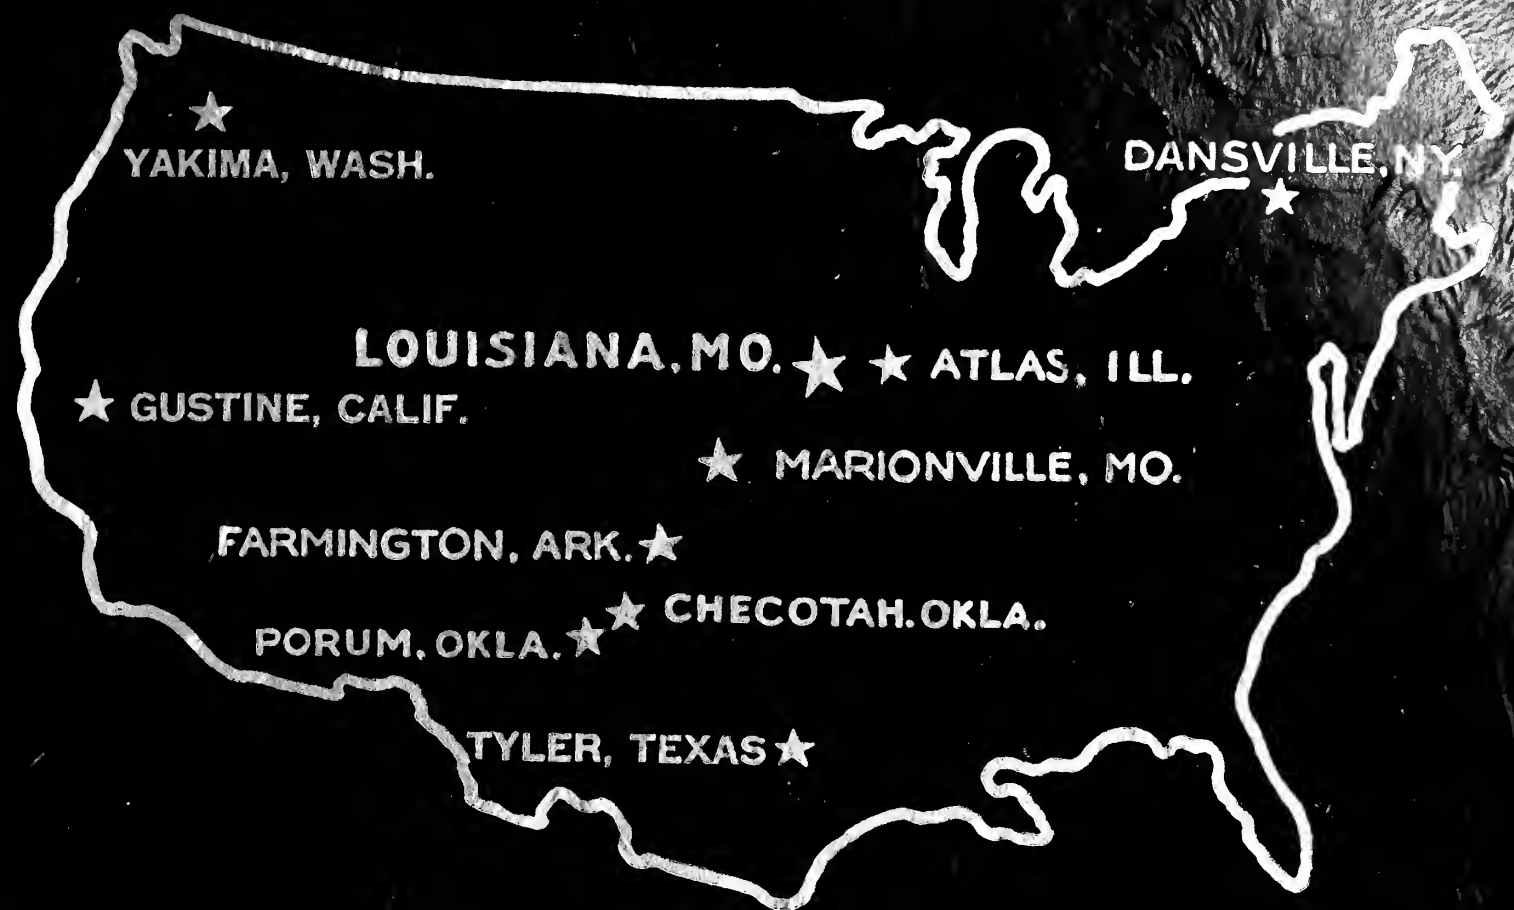 YAKIMA, WASH.
DANSVILLE, N.Y.
LOUISIANA, MO.
ATLAS, ILL.
GUSTINE, CALIF.
MARIONVILLE, MO.
FARMINGTON, ARK.
CHECOTAH. OKLA.
PORUM, OKLA.
TYLER, TEXAS